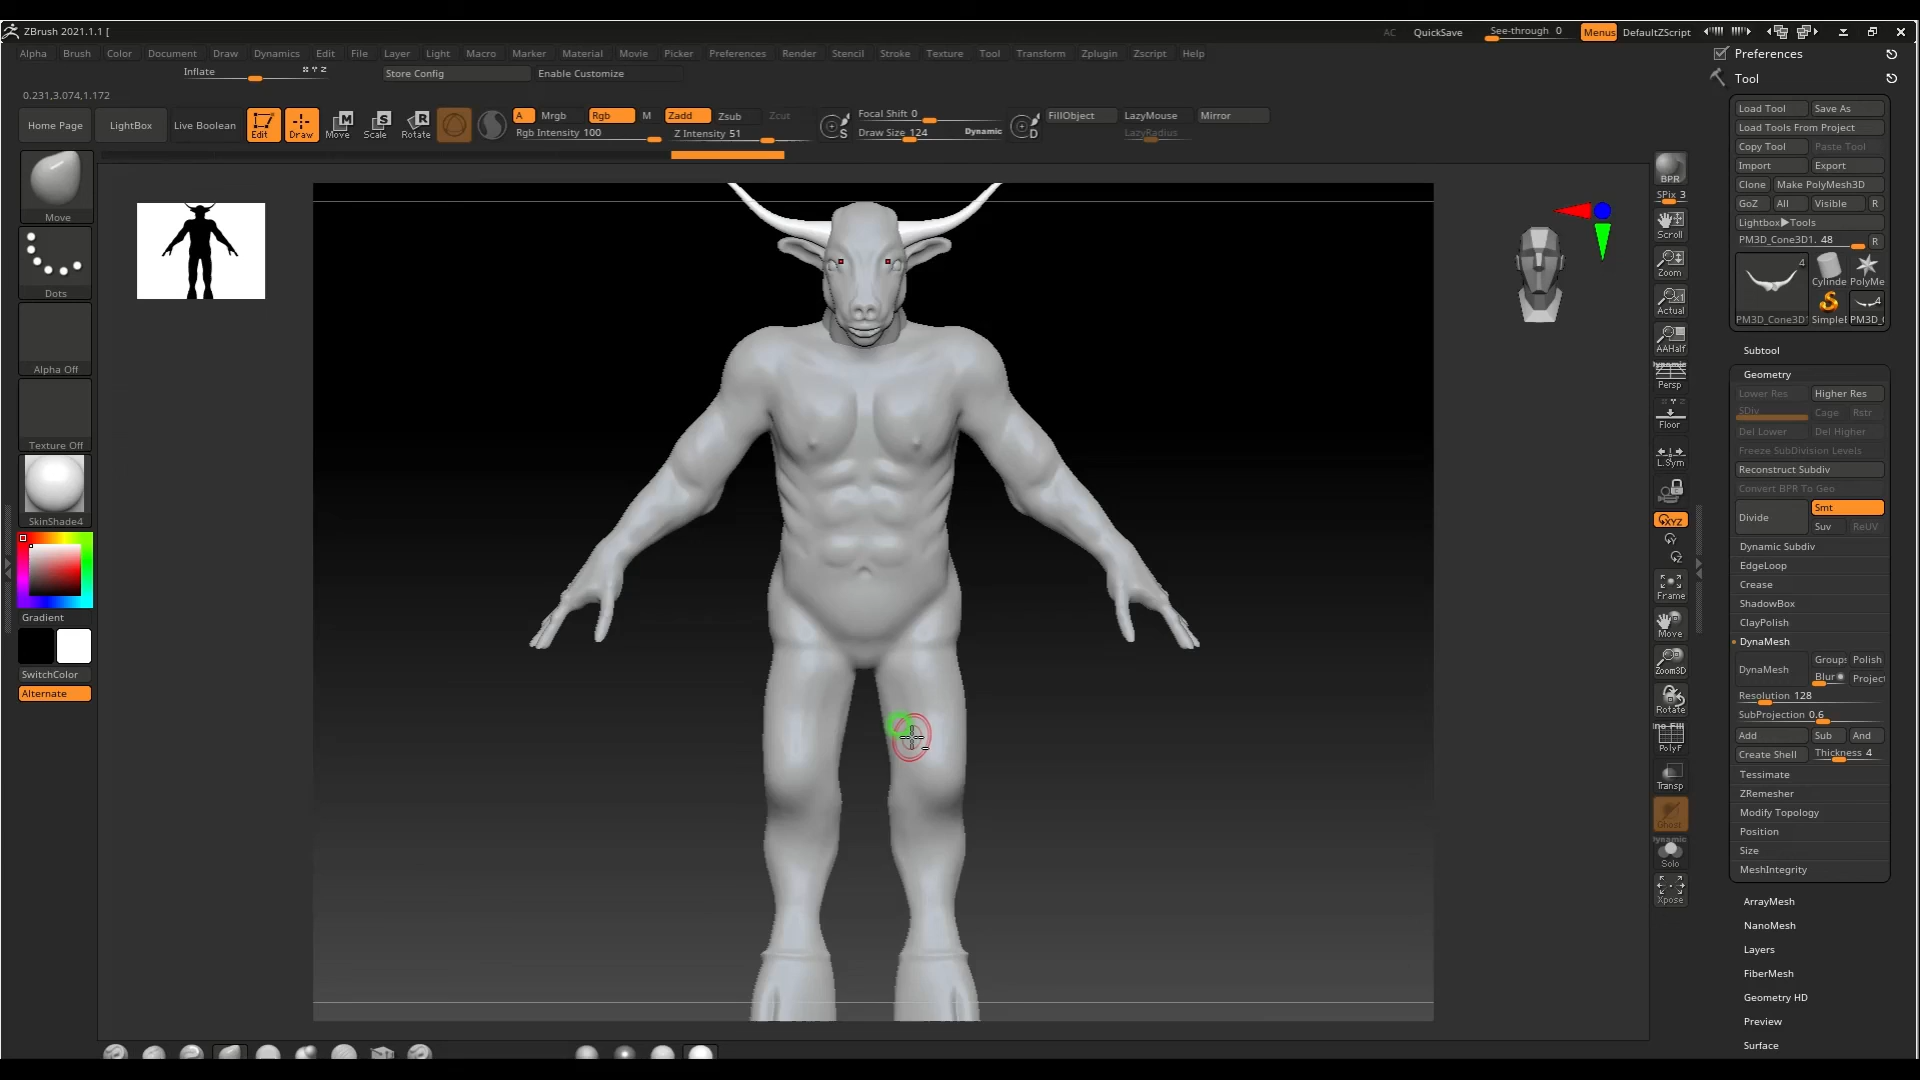 ZBrush 2021.1.1 [
AC QuickSave See-through 0 Menus DefaultZScript
Alpha Brush Color Document Draw Dynamics Edit File Layer Light Macro Marker Material Movie Picker Preferences Render Stencil Stroke Texture Tool Transform Zplugin Zscript Help
Inflate X Y Z Store Config Enable Customize
0.231,3.074,1.172
Home Page LightBox Live Boolean Edit Draw Move Scale Rotate
A Mrgb Rgb M Zadd Zsub Zcut
Rgb Intensity 100 Z Intensity 51
Focal Shift 0
Draw Size 124 Dynamic
FillObject LazyMouse Mirror
LazyRadius
Move
Dots
Alpha Off
Texture Off
SkinShade4
Gradient
SwitchColor
Alternate
BPR
SPix 3
Scroll
Zoom
Actual
AAHalf
Dynamic
Persp
Floor
L.Sym
XYZ
Frame
Move
Zoom3D
Rotate
PolyF
Transp
Ghost
Dynamic
Solo
Xpose
Preferences
Tool
Load Tool Save As
Load Tools From Project
Copy Tool Paste Tool
Import Export
Clone Make PolyMesh3D
GoZ All Visible R
Lightbox▶Tools
PM3D_Cone3D1. 48 R
4
Cylinde PolyMe
4
PM3D_Cone3D SimpleB PM3D_
Subtool
Geometry
Lower Res Higher Res
SDiv Cage Rstr
Del Lower Del Higher
Freeze SubDivision Levels
Reconstruct Subdiv
Convert BPR To Geo
Divide Smt
Suv ReUV
Dynamic Subdiv
EdgeLoop
Crease
ShadowBox
ClayPolish
DynaMesh
DynaMesh Groups Polish
Blur Project
Resolution 128
SubProjection 0.6
Add Sub And
Create Shell Thickness 4
Tessimate
ZRemesher
Modify Topology
Position
Size
MeshIntegrity
ArrayMesh
NanoMesh
Layers
FiberMesh
Geometry HD
Preview
Surface